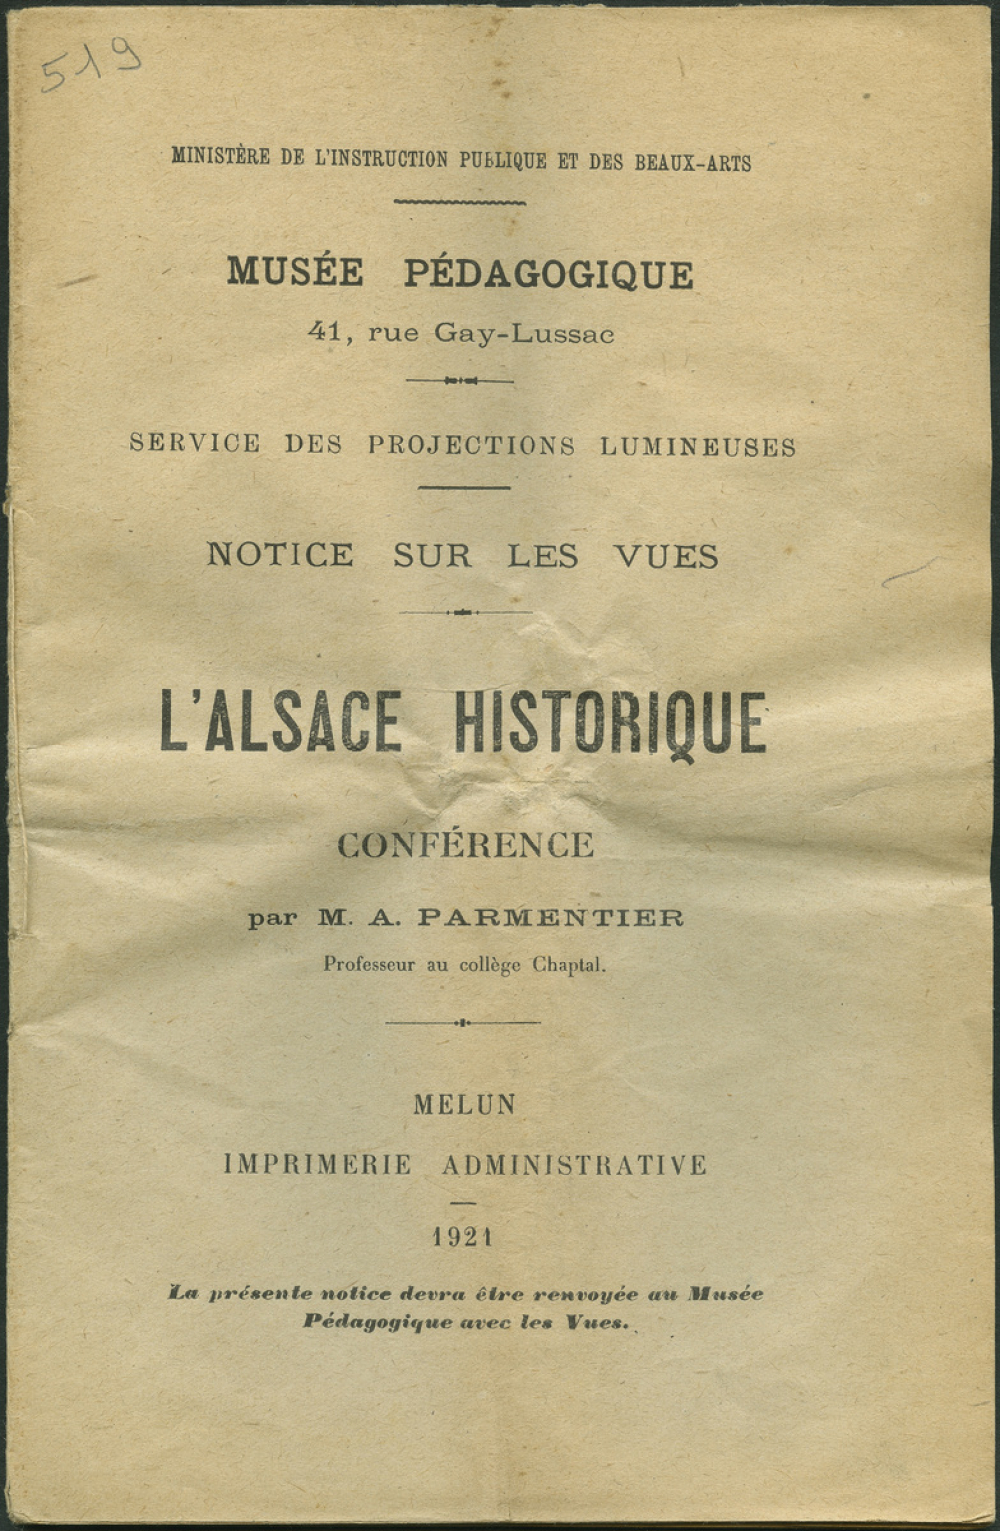 519
MINISTÈRE DE L'INSTRUCTION PUBLIQUE ET DES BEAUX-ARTS
MUSÉE PÉDAGOGIQUE
41, rue Gay-Lussac
SERVICE DES PROJECTIONS LUMINEUSES
NOTICE SUR LES VUES
L'ALSACE HISTORIQUE
CONFÉRENCE
par M. A. PARMENTIER
Professeur au collège Chaptal.
MELUN
IMPRIMERIE ADMINISTRATIVE
1921
La présente notice devra être renvoyée au Musée
Pédagogique avec les Vues.